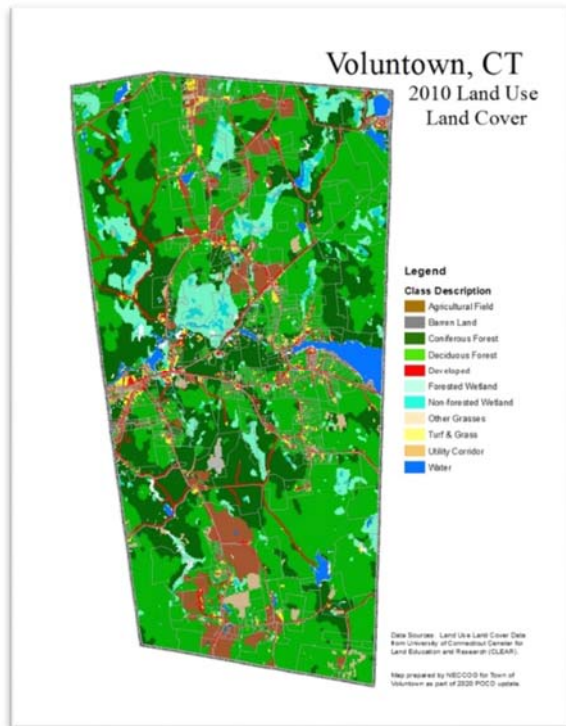 Voluntown, CT
2010 Land Use
Land Cover
Legend
Class Description
Agricultural Field
Barren Land
Coniferous Forest
Deciduous Forest
Developed
Forested Wetland
Non-forested Wetland
Other Grasses
Turf & Grass
Utility Corridor
Water
Data Sources: Land Use Land Cover Data
from University of Connecticut Center for
Land Education and Research (CLEAR).
Map prepared by NECCOG for Town of
Voluntown as part of 2020 POCD update.